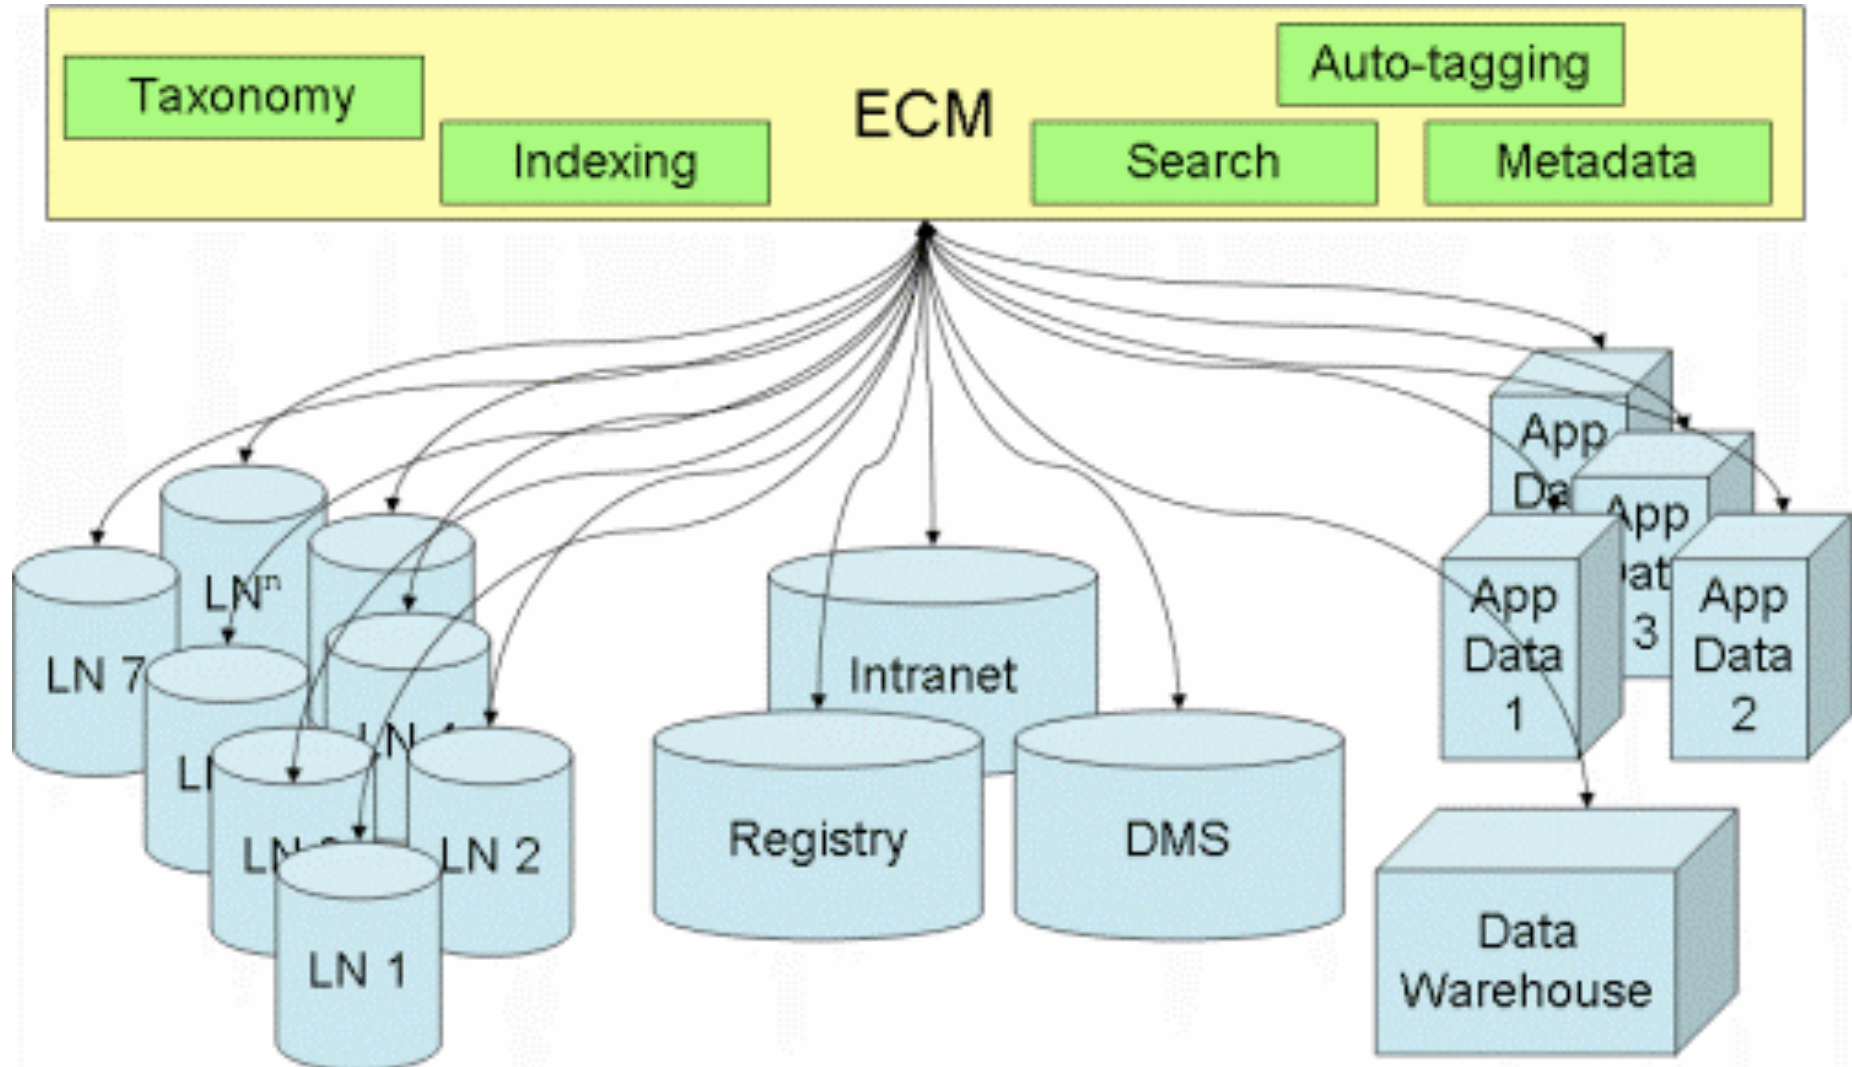 Taxonomy
Indexing
ECM
Auto-tagging
Search
Metadata
LNⁿ
LN 7
LN 2
LN 1
Intranet
Registry
DMS
App
App
3
App
Data
1
App
Data
2
Data
Warehouse